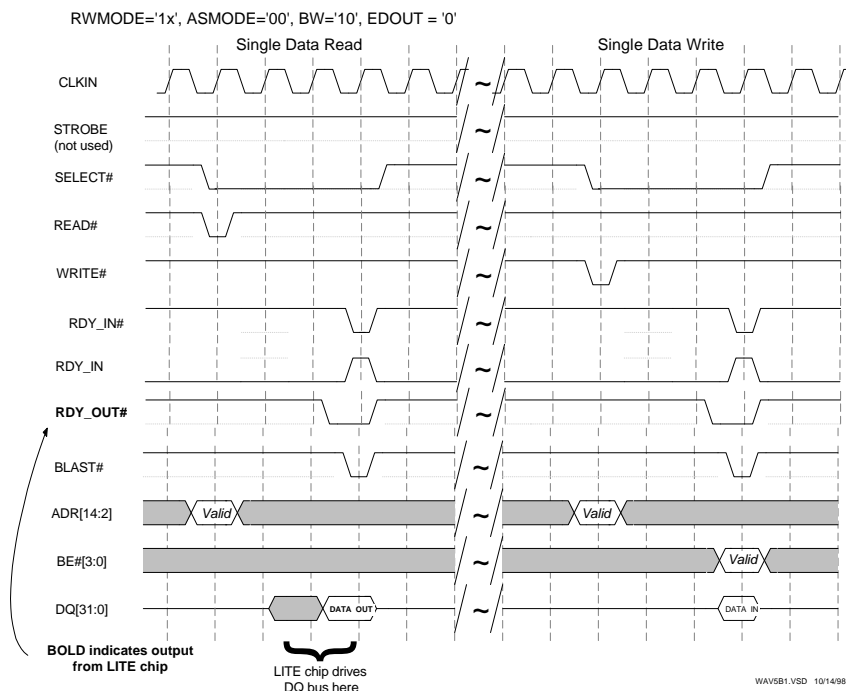 RWMODE='1x', ASMODE='00', BW='10', EDOUT = '0'
Single Data Read
Single Data Write
CLKIN
~
STROBE
(not used)
~
SELECT#
~
READ#
~
WRITE#
~
RDY_IN#
~
RDY_IN
~
RDY_OUT#
~
BLAST#
~
ADR[14:2]
Valid
~
Valid
BE#[3:0]
~
Valid
DQ[31:0]
DATA OUT
~
DATA IN
BOLD indicates output
from LITE chip
LITE chip drives
DQ bus here
WAV5B1.VSD 10/14/98